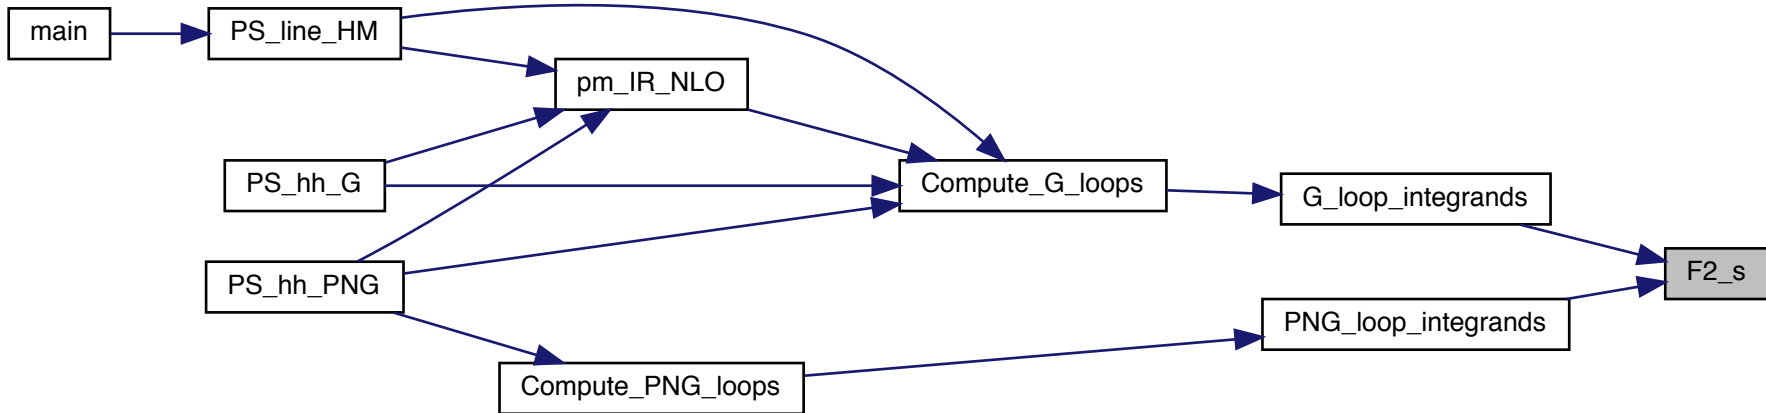 main
PS_line_HM
pm_IR_NLO
PS_hh_G
Compute_G_loops
G_loop_integrands
F2_s
PS_hh_PNG
PNG_loop_integrands
Compute_PNG_loops